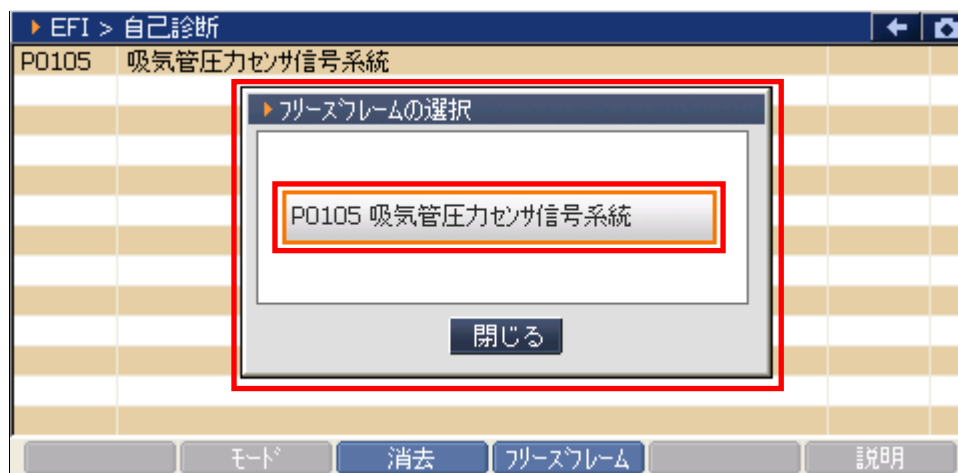 EFI > 自己診断
P0105 吸気管圧力ｾﾝｻ信号系統
ﾌﾘｰｽﾞﾌﾚｰﾑの選択
P0105 吸気管圧力ｾﾝｻ信号系統
閉じる
ﾓｰﾄﾞ 消去 ﾌﾘｰｽﾞﾌﾚｰﾑ 説明